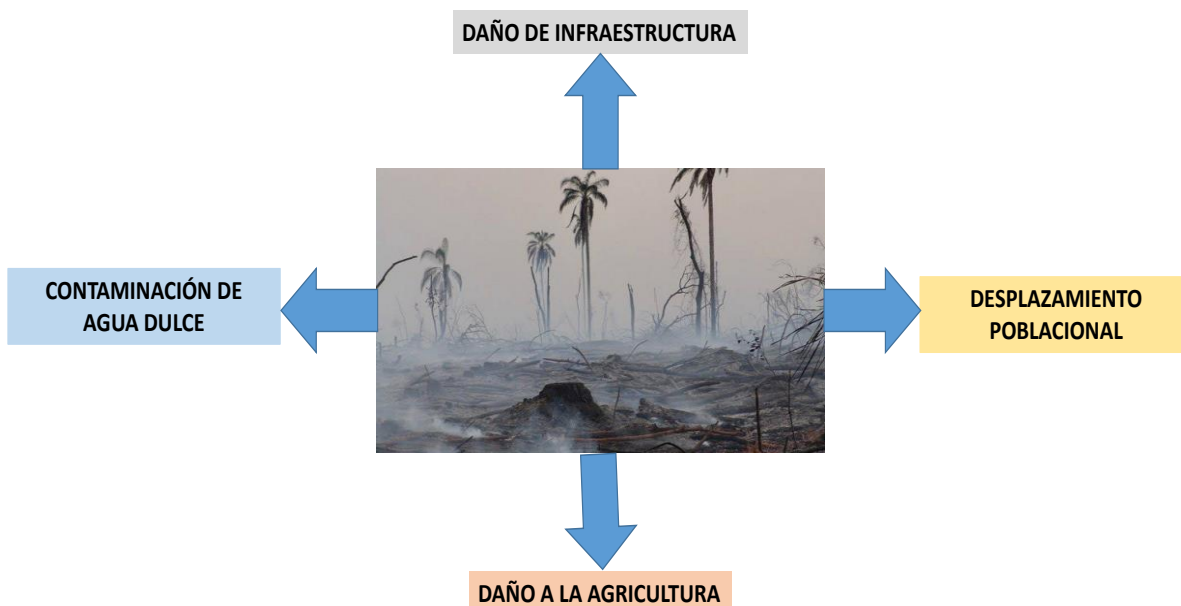 DAÑO DE INFRAESTRUCTURA
CONTAMINACIÓN DE
AGUA DULCE
DESPLAZAMIENTO
POBLACIONAL
DAÑO A LA AGRICULTURA